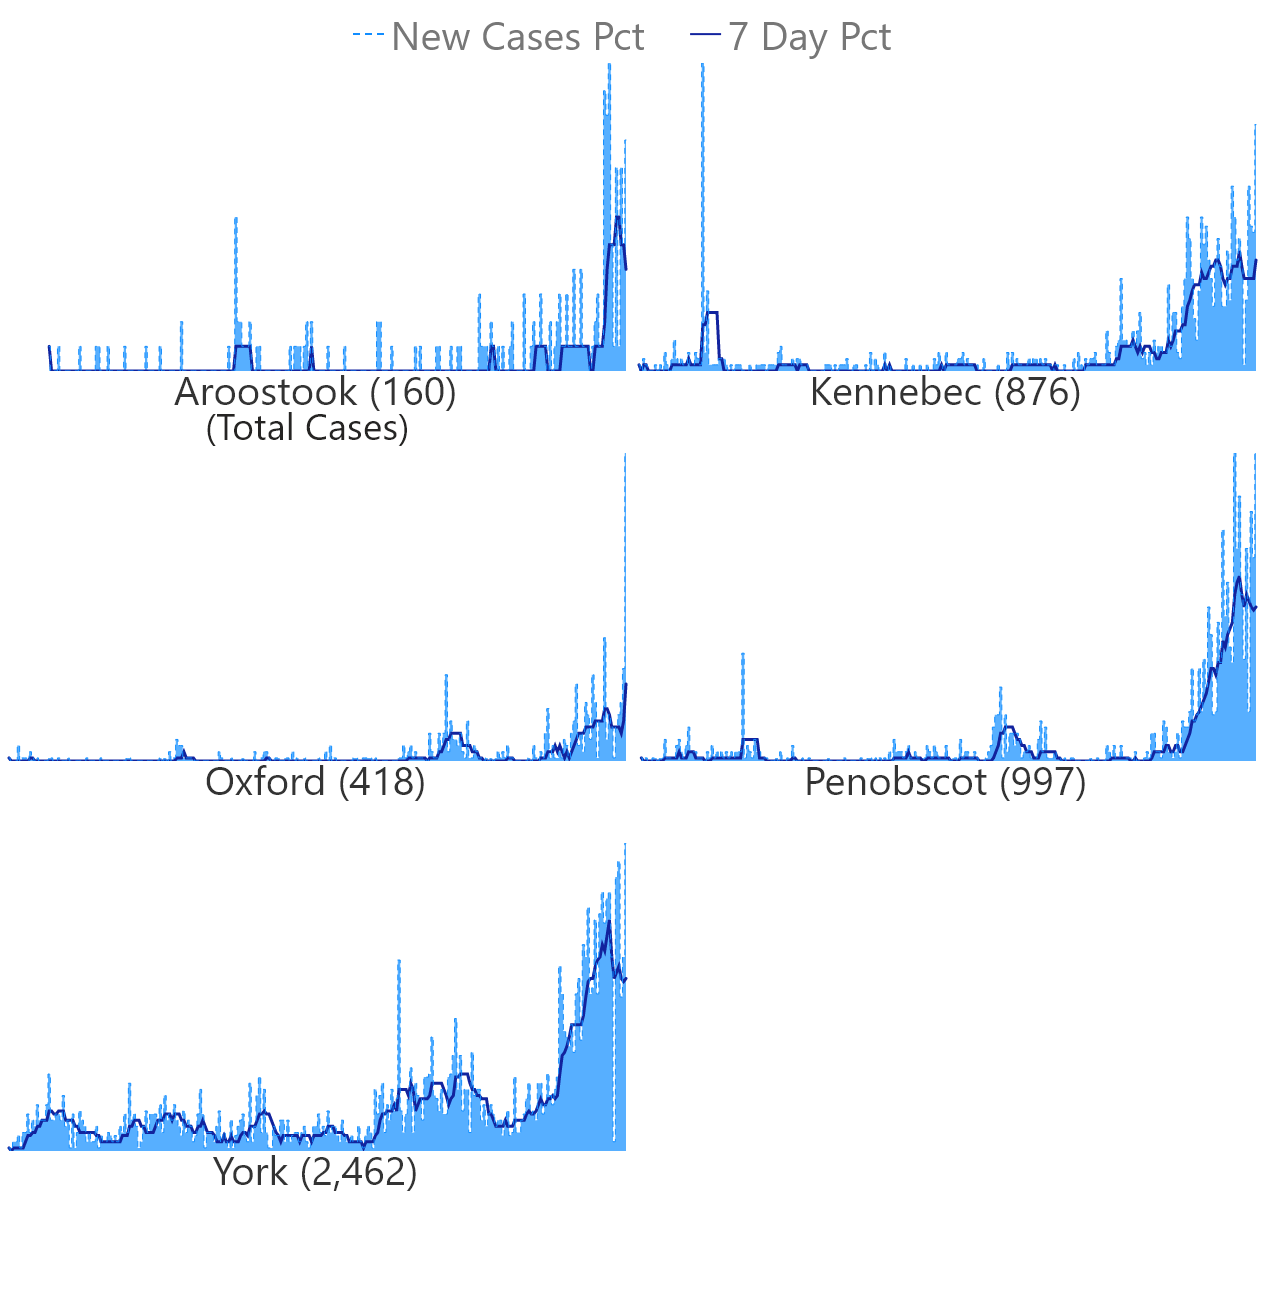 New Cases Pct 7 Day Pct
Aroostook (160) Kennebec (876)
(Total Cases)
Oxford (418) Penobscot (997)
York (2,462)